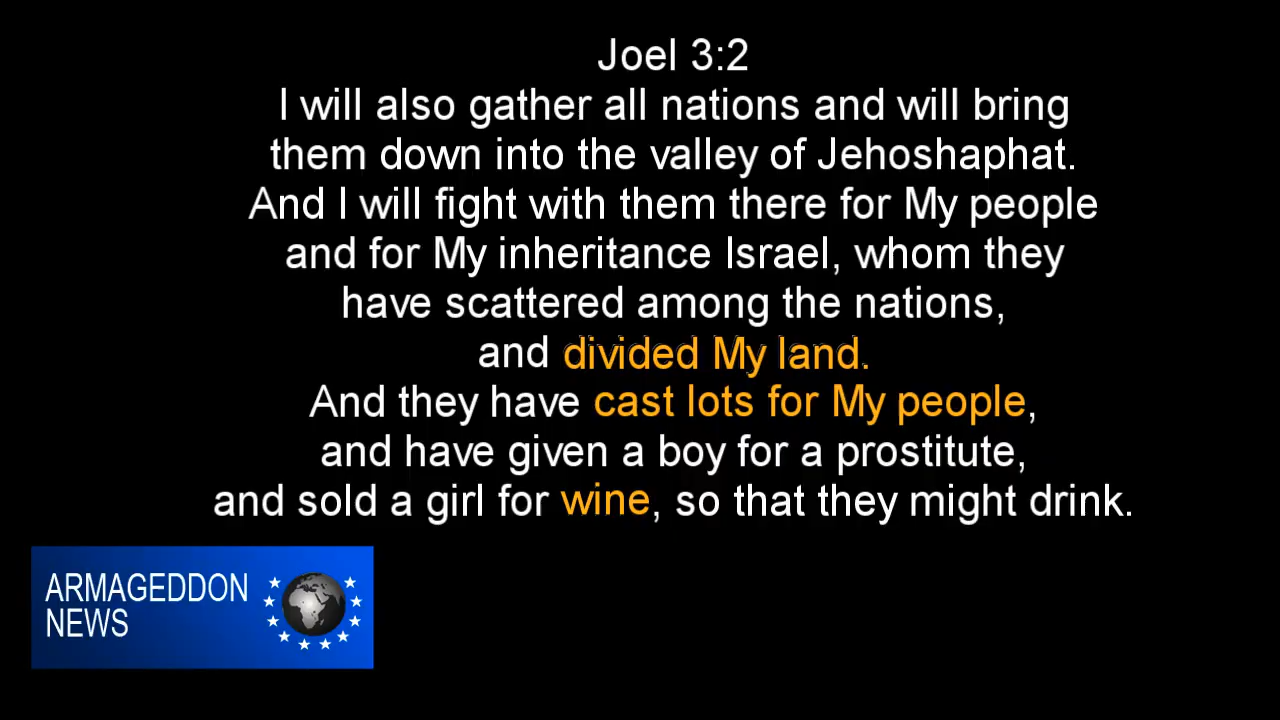 Joel 3:2
I will also gather all nations and will bring
them down into the valley of Jehoshaphat.
And I will fight with them there for My people
and for My inheritance Israel, whom they
have scattered among the nations,
and divided My land.
And they have cast lots for My people,
and have given a boy for a prostitute,
and sold a girl for wine, so that they might drink.
ARMAGEDDON
NEWS